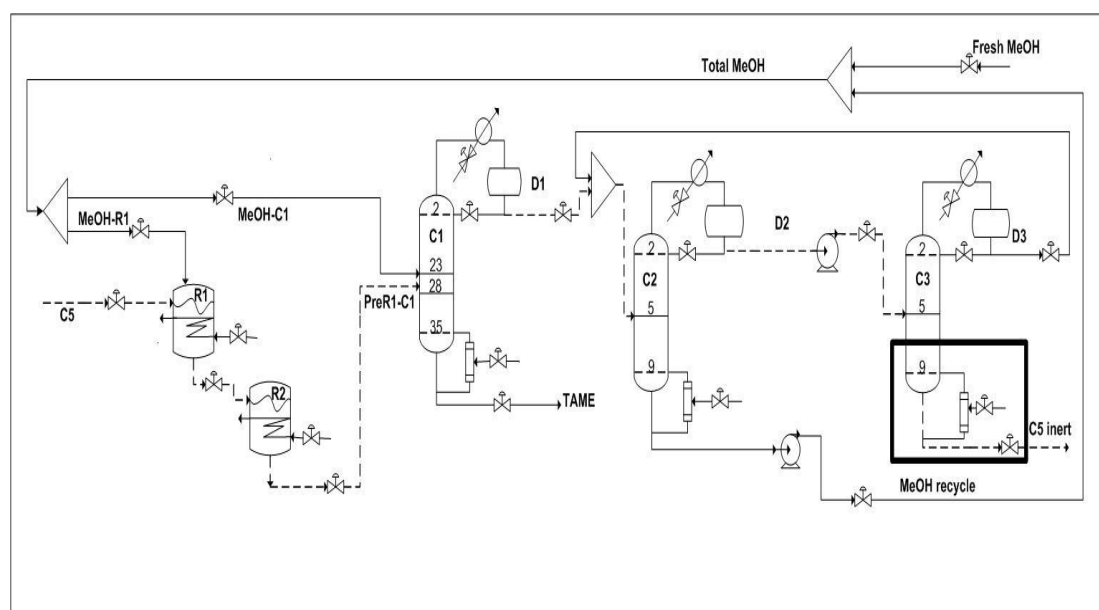 Fresh MeOH
Total MeOH
D1
2
MeOH-R1
MeOH-C1
C1
D2
2
D3
2
23
C2
C3
R1
28
PreR1-C1
5
5
C5
35
9
9
R2
TAME
C5 inert
MeOH recycle